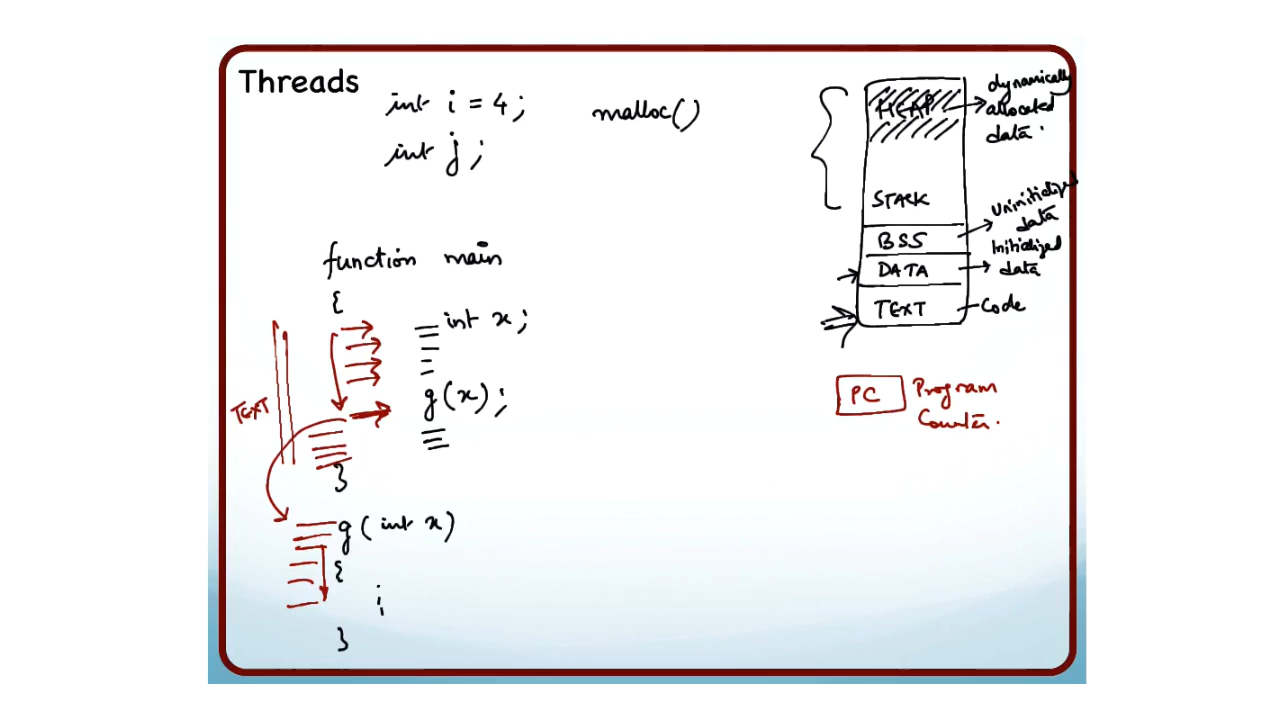 Threads
int i = 4 ;
int j ;
malloc()
function main
{
int x ;
g(x) ;
}
TEXT
g ( int x )
{
}
HEAP
dynamically
allocated
data.
STACK
BSS
Uninitialized
data
DATA
Initialized
data
TEXT
Code
PC
Program
Counter.